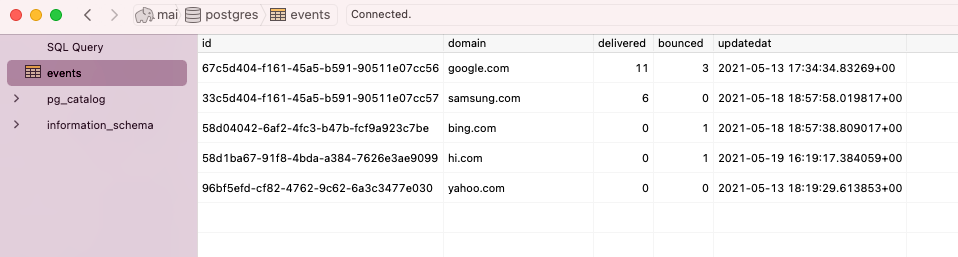 mai postgres events Connected.
SQL Query
events
pg_catalog
information_schema
id domain delivered bounced updatedat
67c5d404-f161-45a5-b591-90511e07cc56 google.com 11 3 2021-05-13 17:34:34.83269+00
33c5d404-f161-45a5-b591-90511e07cc57 samsung.com 6 0 2021-05-18 18:57:58.019817+00
58d04042-6af2-4fc3-b47b-fcf9a923c7be bing.com 0 1 2021-05-18 18:57:38.809017+00
58d1ba67-91f8-4bda-a384-7626e3ae9099 hi.com 0 1 2021-05-19 16:19:17.384059+00
96bf5efd-cf82-4762-9c62-6a3c3477e030 yahoo.com 0 0 2021-05-13 18:19:29.613853+00